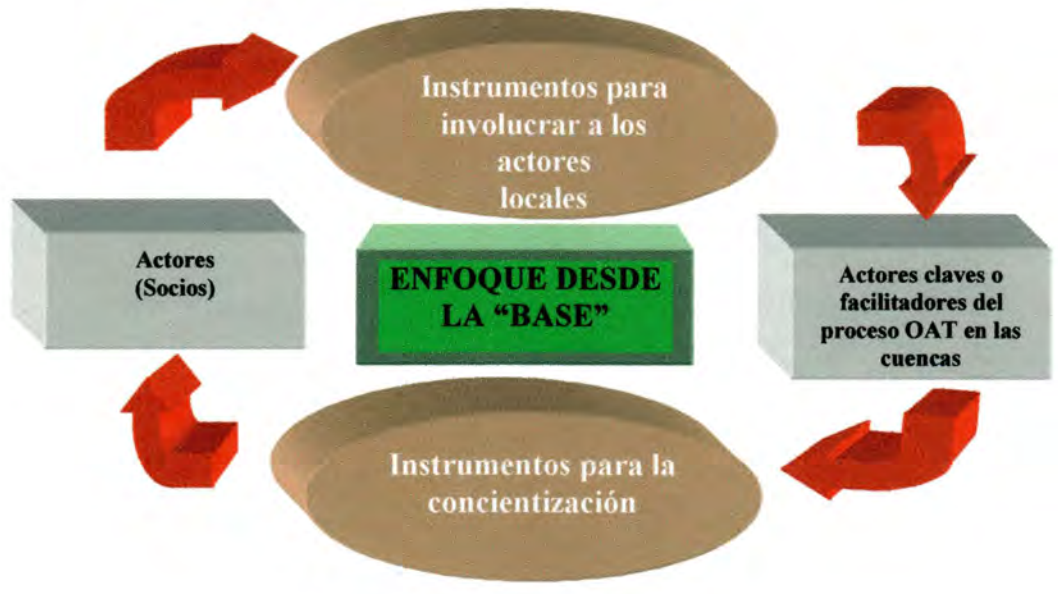 Instrumentos para
involucrar a los
actores
locales
Actores
(Socios)
ENFOQUE DESDE
LA “BASE”
Actores claves o
facilitadores del
proceso OAT en las
cuencas
Instrumentos para la
concientización